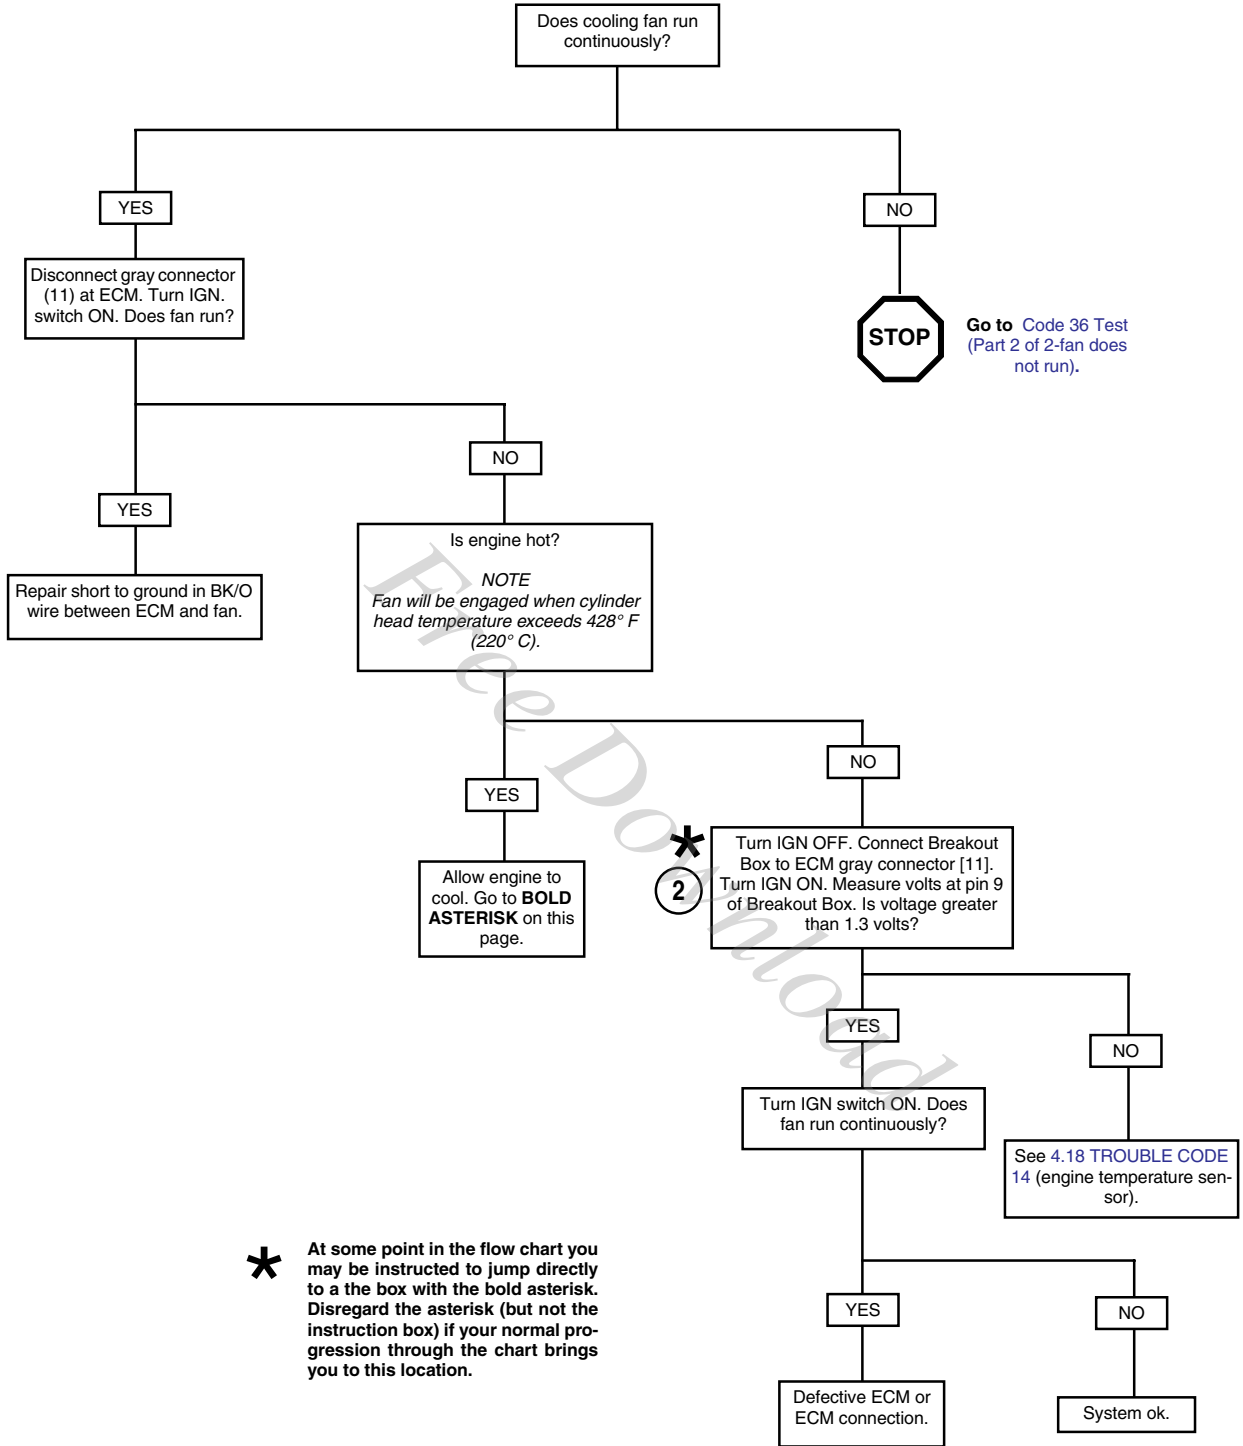 Does cooling fan run
continuously?
YES
NO
Disconnect gray connector
(11) at ECM. Turn IGN.
switch ON. Does fan run?
STOP
Go to Code 36 Test
(Part 2 of 2-fan does
not run).
NO
YES
Is engine hot?
NOTE
Fan will be engaged when cylinder
head temperature exceeds 428° F
(220° C).
Repair short to ground in BK/O
wire between ECM and fan.
NO
YES
*
2
Turn IGN OFF. Connect Breakout
Box to ECM gray connector [11].
Turn IGN ON. Measure volts at pin 9
of Breakout Box. Is voltage greater
than 1.3 volts?
Allow engine to
cool. Go to BOLD
ASTERISK on this
page.
YES
NO
Turn IGN switch ON. Does
fan run continuously?
See 4.18 TROUBLE CODE
14 (engine temperature sen-
sor).
*
At some point in the flow chart you
may be instructed to jump directly
to a the box with the bold asterisk.
Disregard the asterisk (but not the
instruction box) if your normal pro-
gression through the chart brings
you to this location.
YES
NO
Defective ECM or
ECM connection.
System ok.
Free Download